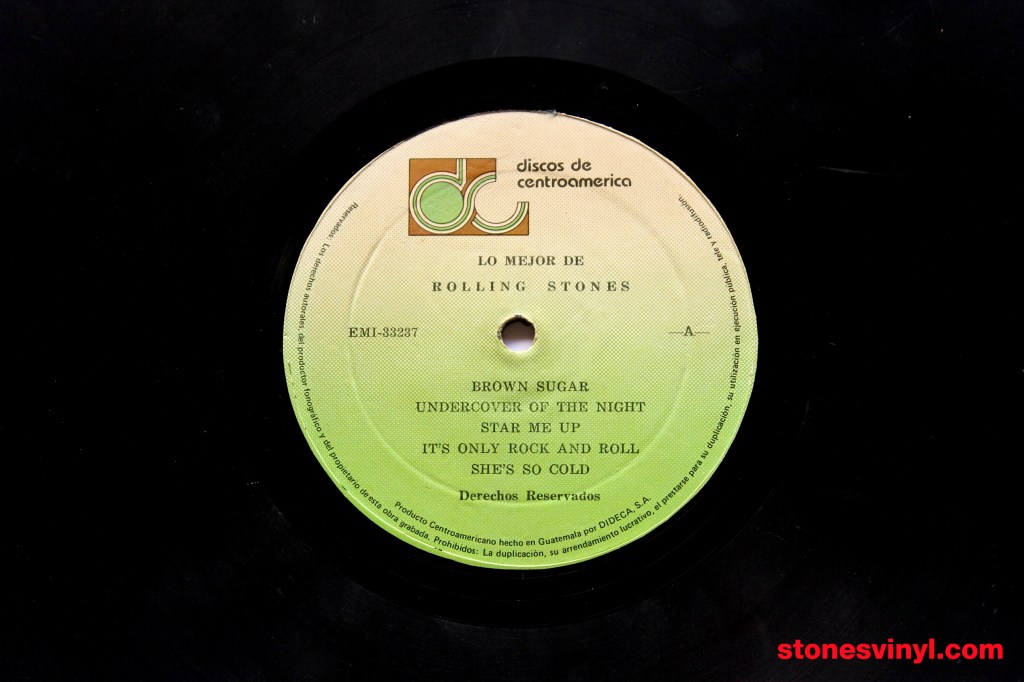 dc
discos de
centroamerica
LO MEJOR DE
ROLLING STONES
EMI-33237
—A—
BROWN SUGAR
UNDERCOVER OF THE NIGHT
STAR ME UP
IT'S ONLY ROCK AND ROLL
SHE'S SO COLD
Derechos Reservados
Producto Centroamericano hecho en Guatemala por DIDECA, S.A.
Reservados: Los derechos autorales, del productor fonográfico y del propietario de esta obra grabada. Prohibidos: La duplicación, su arrendamiento lucrativo, el prestarse para su duplicación, su utilización en ejecución pública, tele y radiodifusión.
stonesvinyl.com